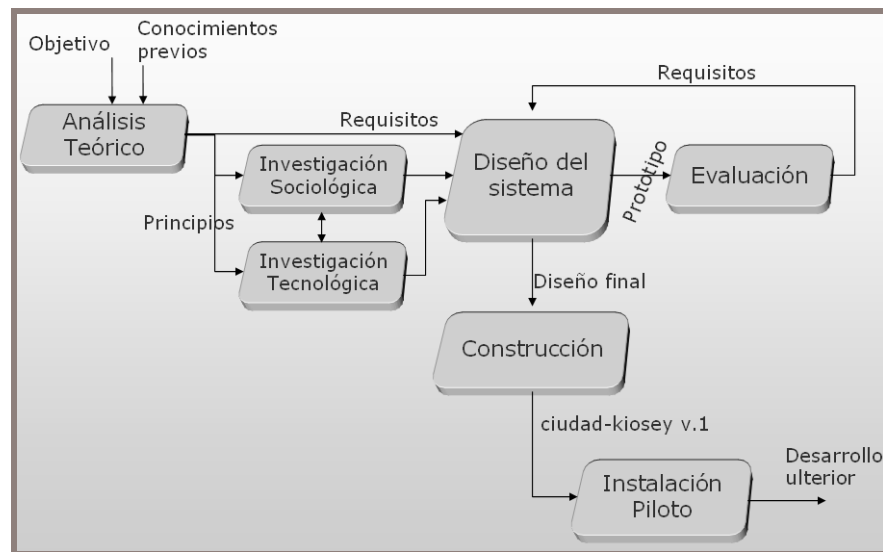 Objetivo
Conocimientos
previos
Análisis
Teórico
Requisitos
Requisitos
Investigación
Sociológica
Diseño del
sistema
Prototipo
Evaluación
Principios
Investigación
Tecnológica
Diseño final
Construcción
ciudad-kiosey v.1
Instalación
Piloto
Desarrollo
ulterior